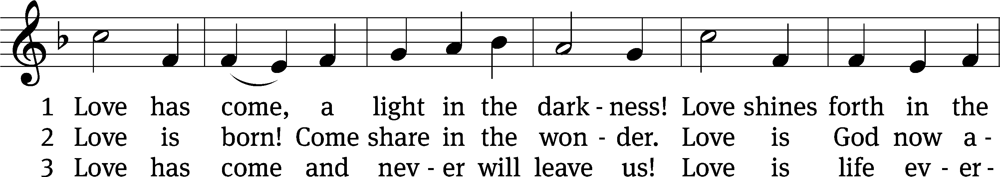 1 Love has come, a light in the dark - ness! Love shines forth in the
2 Love is born! Come share in the won - der. Love is God now a -
3 Love has come and nev - er will leave us! Love is life ev - er -